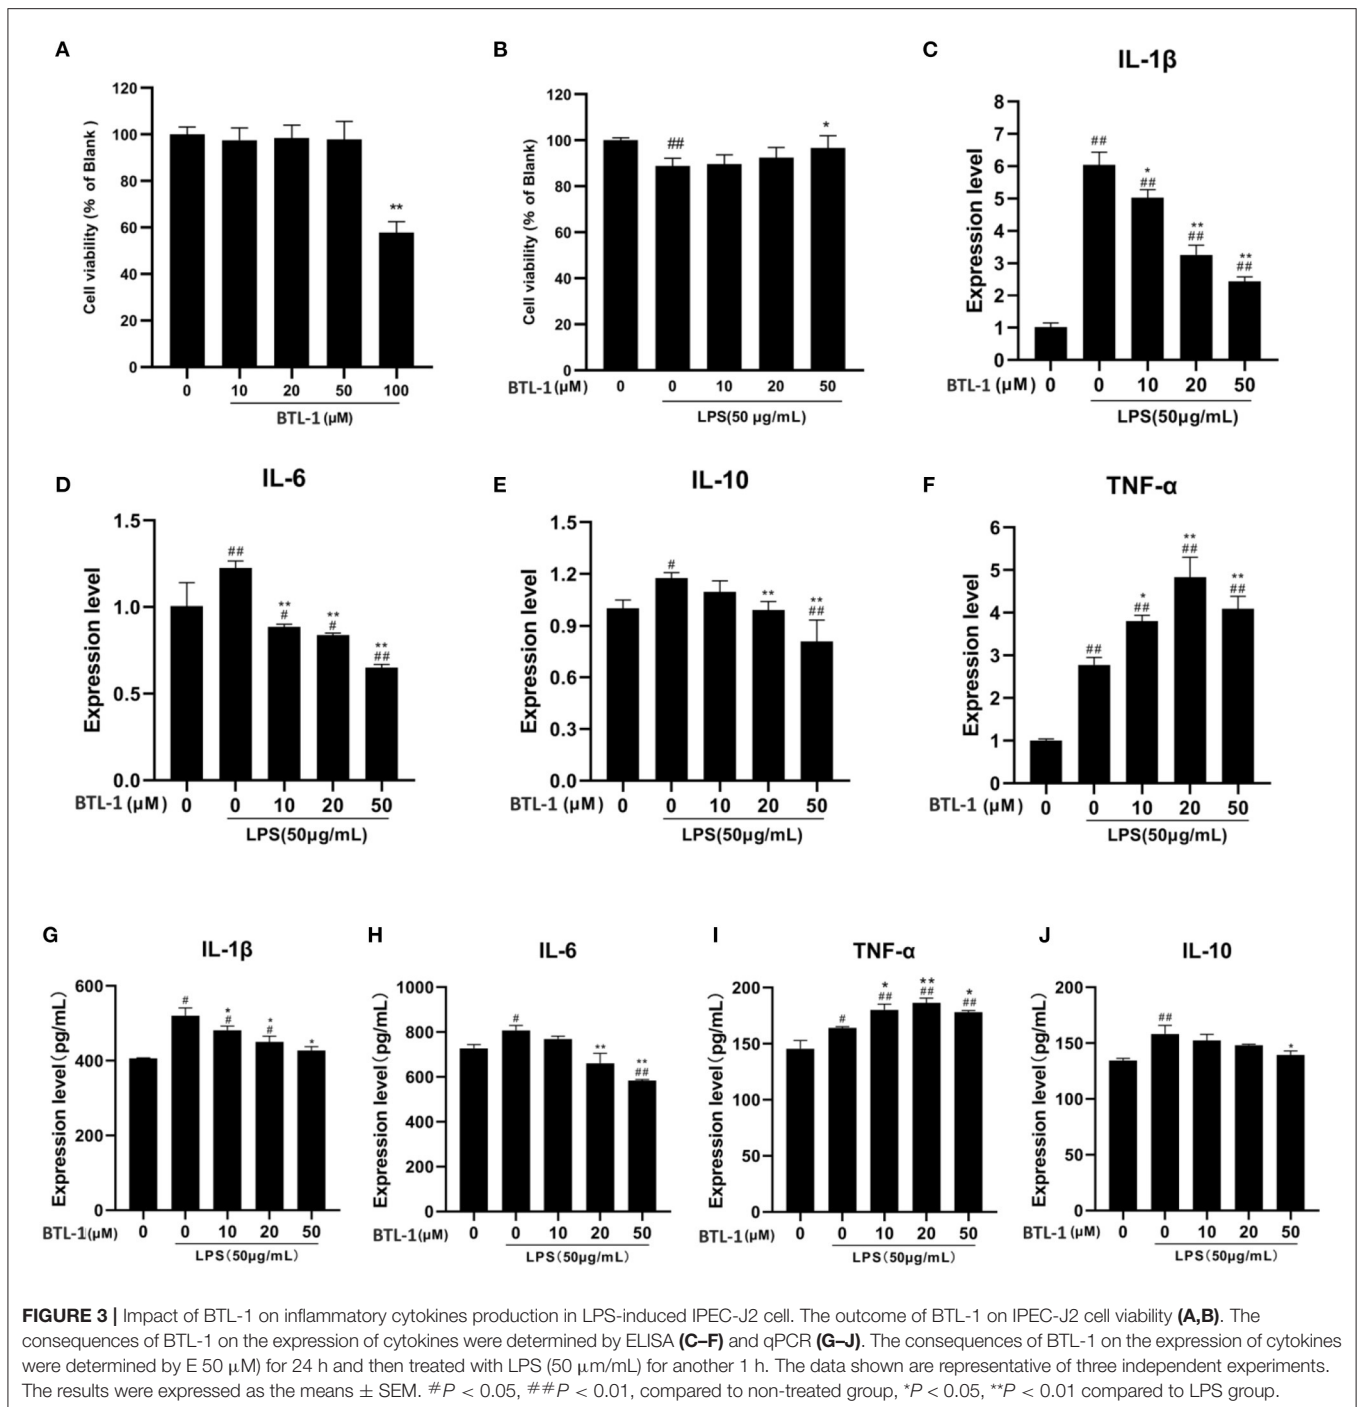 A
Cell viability (% of Blank )
120
100
80
60
40
20
0
**
0 10 20 50 100
BTL-1 (µM)
B
Cell viability (% of Blank)
120
100
80
60
40
20
0
##
*
BTL-1 (µM) 0 0 10 20 50
LPS(50 µg/mL)
C
IL-1β
Expression level
8
7
6
5
4
3
2
1
0
##
*
##
**
##
**
##
BTL-1 (µM) 0 0 10 20 50
LPS(50µg/mL)
D
IL-6
Expression level
1.5
1.0
0.5
0.0
##
**
#
**
#
**
##
BTL-1 (µM) 0 0 10 20 50
LPS(50µg/mL)
E
IL-10
Expression level
1.5
1.2
0.9
0.6
0.3
0.0
#
**
**
##
BTL-1 (µM) 0 0 10 20 50
LPS(50µg/mL)
F
TNF-α
Expression level
6
5
4
3
2
1
0
##
*
##
**
##
**
##
BTL-1 (µM) 0 0 10 20 50
LPS(50µg/mL)
G
IL-1β
Expression level(pg/mL)
600
400
200
0
#
*
#
*
#
*
BTL-1(µM) 0 0 10 20 50
LPS(50µg/mL)
H
IL-6
Expression level(pg/mL)
1000
800
600
400
200
0
#
**
**
##
BTL-1(µM) 0 0 10 20 50
LPS(50µg/mL)
I
TNF-α
Expression level(pg/mL)
200
150
100
50
0
#
*
##
**
##
*
##
BTL-1(µM) 0 0 10 20 50
LPS(50µg/mL)
J
IL-10
Expression level(pg/mL)
200
150
100
50
0
##
*
BTL-1(µM) 0 0 10 20 50
LPS(50µg/mL)
FIGURE 3 | Impact of BTL-1 on inflammatory cytokines production in LPS-induced IPEC-J2 cell. The outcome of BTL-1 on IPEC-J2 cell viability (A,B). The
consequences of BTL-1 on the expression of cytokines were determined by ELISA (C–F) and qPCR (G–J). The consequences of BTL-1 on the expression of cytokines
were determined by E 50 μM) for 24 h and then treated with LPS (50 μm/mL) for another 1 h. The data shown are representative of three independent experiments.
The results were expressed as the means ± SEM. #P < 0.05, ##P < 0.01, compared to non-treated group, *P < 0.05, **P < 0.01 compared to LPS group.